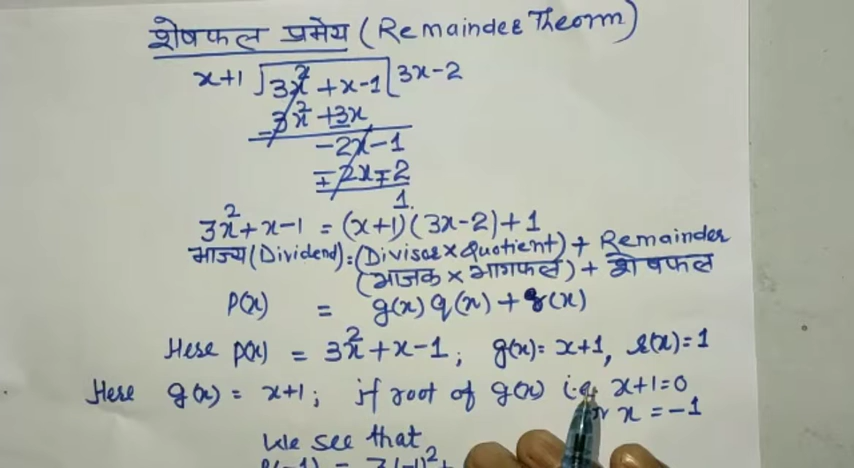 शेषफल प्रमेय (Remainder Theorm)
x+1 ) 3x² + x - 1 ( 3x - 2
- 3x² + 3x
- 2x - 1
∓ 2x ∓ 2
1.
3x² + x - 1 = (x+1)(3x-2)+1
भाज्य (Dividend) = (Divisor × Quotient) + Remainder
(भाजक × भागफल) + शेषफल
P(x) = g(x) q(x) + r(x)
Here p(x) = 3x² + x - 1 ; g(x) = x+1, r(x) = 1
Here g(x) = x+1 ; if root of g(x) i.e. x+1=0
x = -1
We see that